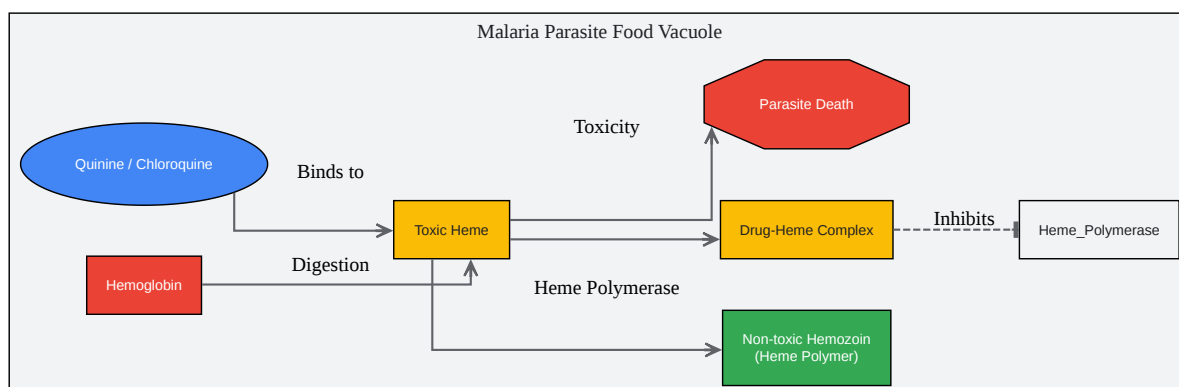 Malaria Parasite Food Vacuole
Parasite Death
Toxicity
Quinine / Chloroquine
Binds to
Toxic Heme
Drug-Heme Complex
Inhibits
Heme_Polymerase
Digestion
Hemoglobin
Heme Polymerase
Non-toxic Hemozoin
(Heme Polymer)